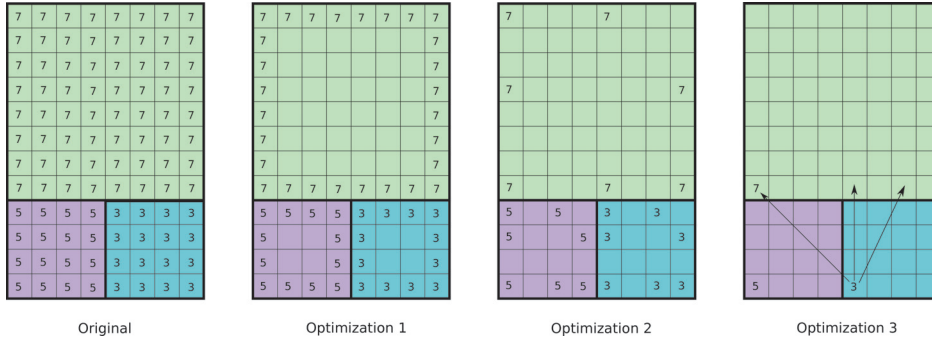 7 7 7 7 7 7 7 7
7 7 7 7 7 7 7 7
7 7 7 7 7 7 7 7
7 7 7 7 7 7 7 7
7 7 7 7 7 7 7 7
7 7 7 7 7 7 7 7
7 7 7 7 7 7 7 7
7 7 7 7 7 7 7 7
5 5 5 5 3 3 3 3
5 5 5 5 3 3 3 3
5 5 5 5 3 3 3 3
5 5 5 5 3 3 3 3
Original
7 7 7 7 7 7 7 7
7 7
7 7
7 7
7 7
7 7
7 7
7 7 7 7 7 7 7 7
5 5 5 5 3 3 3 3
5 5 3 3
5 5 3 3
5 5 5 5 3 3 3 3
Optimization 1
7 7
7 7
7 7 7
5 5 3 3
5 5 3 3
5 5 5 3 3 3
Optimization 2
7
5 3
Optimization 3